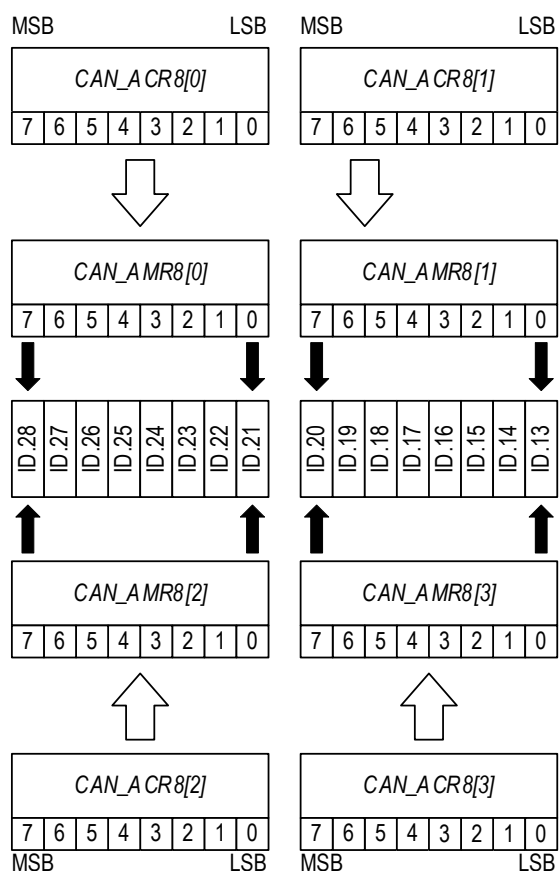 MSB LSB MSB LSB
CAN_ACR8[0] CAN_ACR8[1]
7 6 5 4 3 2 1 0 7 6 5 4 3 2 1 0
CAN_AMR8[0] CAN_AMR8[1]
7 6 5 4 3 2 1 0 7 6 5 4 3 2 1 0
ID.28 ID.27 ID.26 ID.25 ID.24 ID.23 ID.22 ID.21 ID.20 ID.19 ID.18 ID.17 ID.16 ID.15 ID.14 ID.13
CAN_AMR8[2] CAN_AMR8[3]
7 6 5 4 3 2 1 0 7 6 5 4 3 2 1 0
CAN_ACR8[2] CAN_ACR8[3]
7 6 5 4 3 2 1 0 7 6 5 4 3 2 1 0
MSB LSB MSB LSB